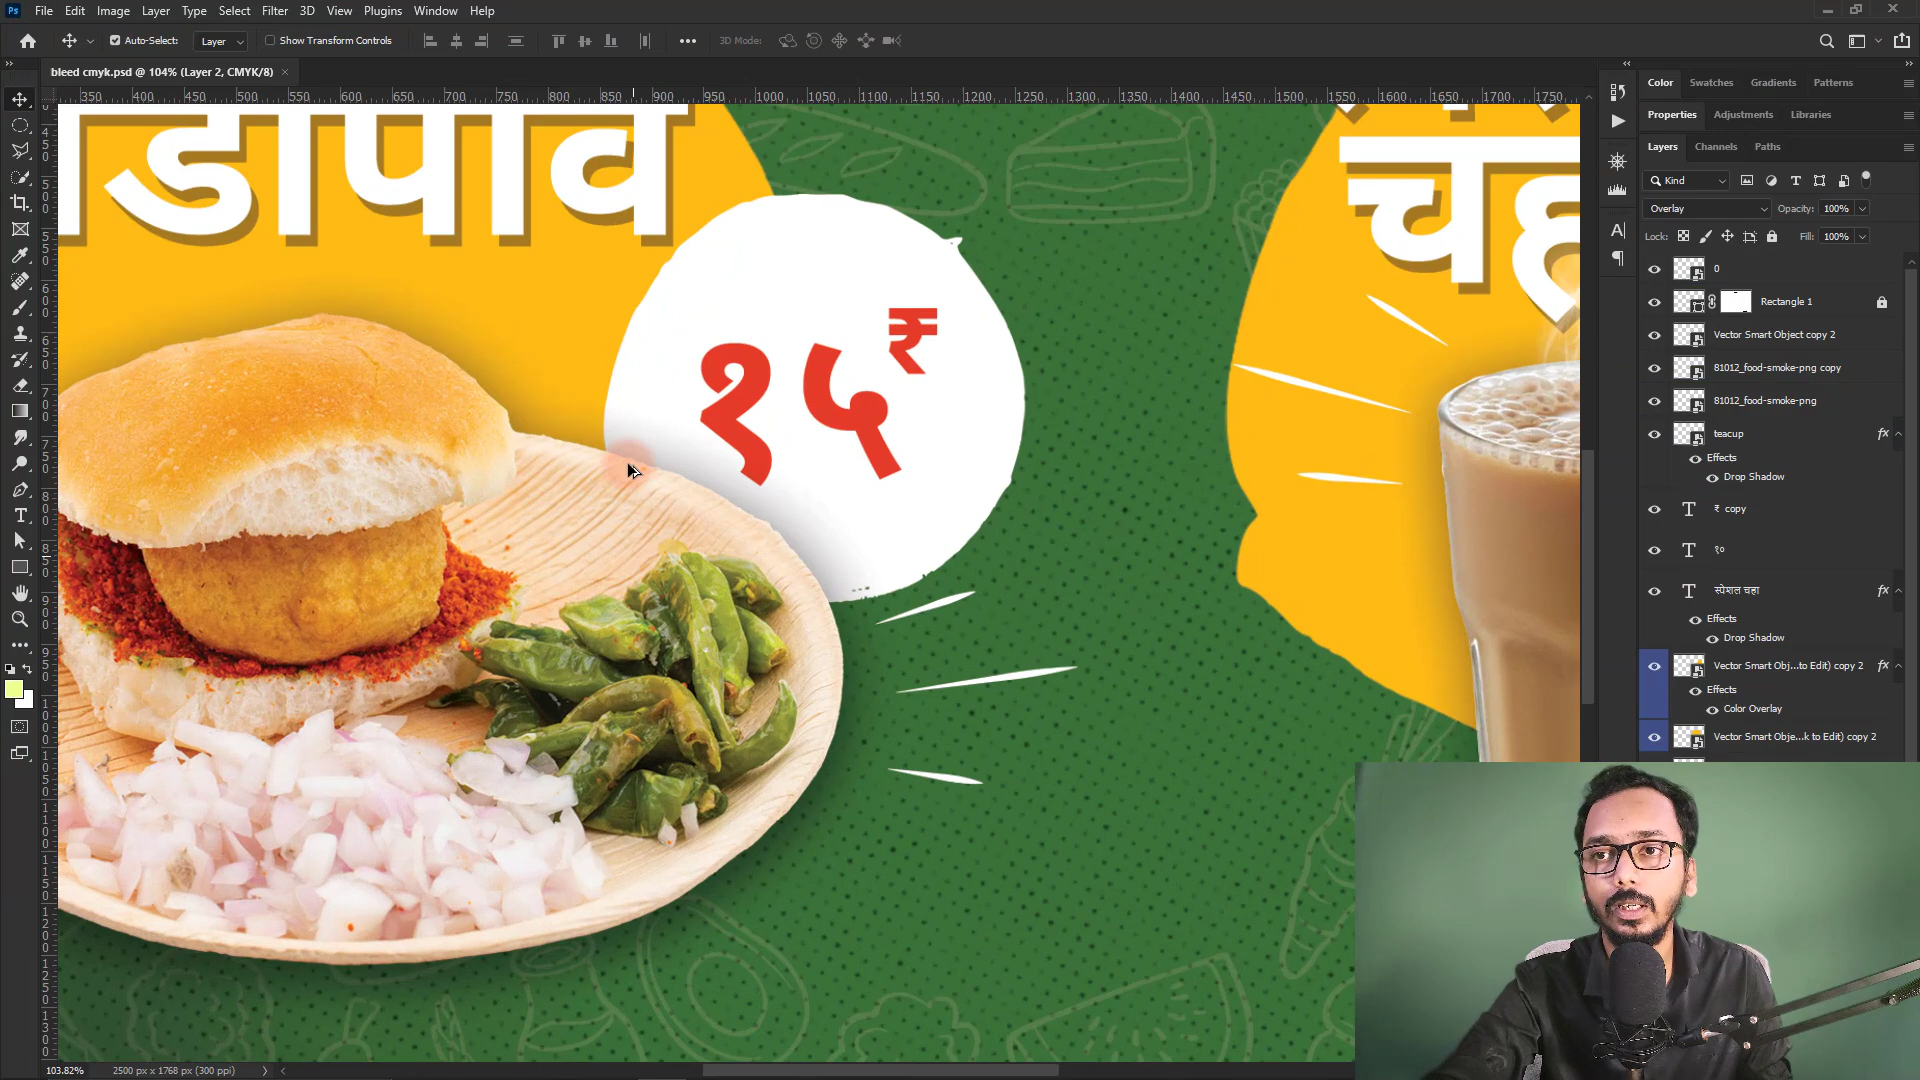 Ps File Edit Image Layer Type Select Filter 3D View Plugins Window Help
Auto-Select: Layer Show Transform Controls 3D Mode:
bleed cmyk.psd @ 104% (Layer 2, CMYK/8)
350 400 450 500 550 600 650 700 750 800 850 900 950 1000 1050 1100 1150 1200 1250 1300 1350 1400 1450 1500 1550 1600 1650 1700 1750
डापाव
१५ ₹
Color Swatches Gradients Patterns
Properties Adjustments Libraries
Layers Channels Paths
Kind
Overlay Opacity: 100%
Lock: Fill: 100%
0
Rectangle 1
Vector Smart Object copy 2
81012_food-smoke-png copy
81012_food-smoke-png
teacup fx
Effects
Drop Shadow
₹ copy
१०
स्पेशल चहा fx
Effects
Drop Shadow
Vector Smart Obj...to Edit) copy 2 fx
Effects
Color Overlay
Vector Smart Obje...k to Edit) copy 2
103.82% 2500 px x 1768 px (300 ppi)